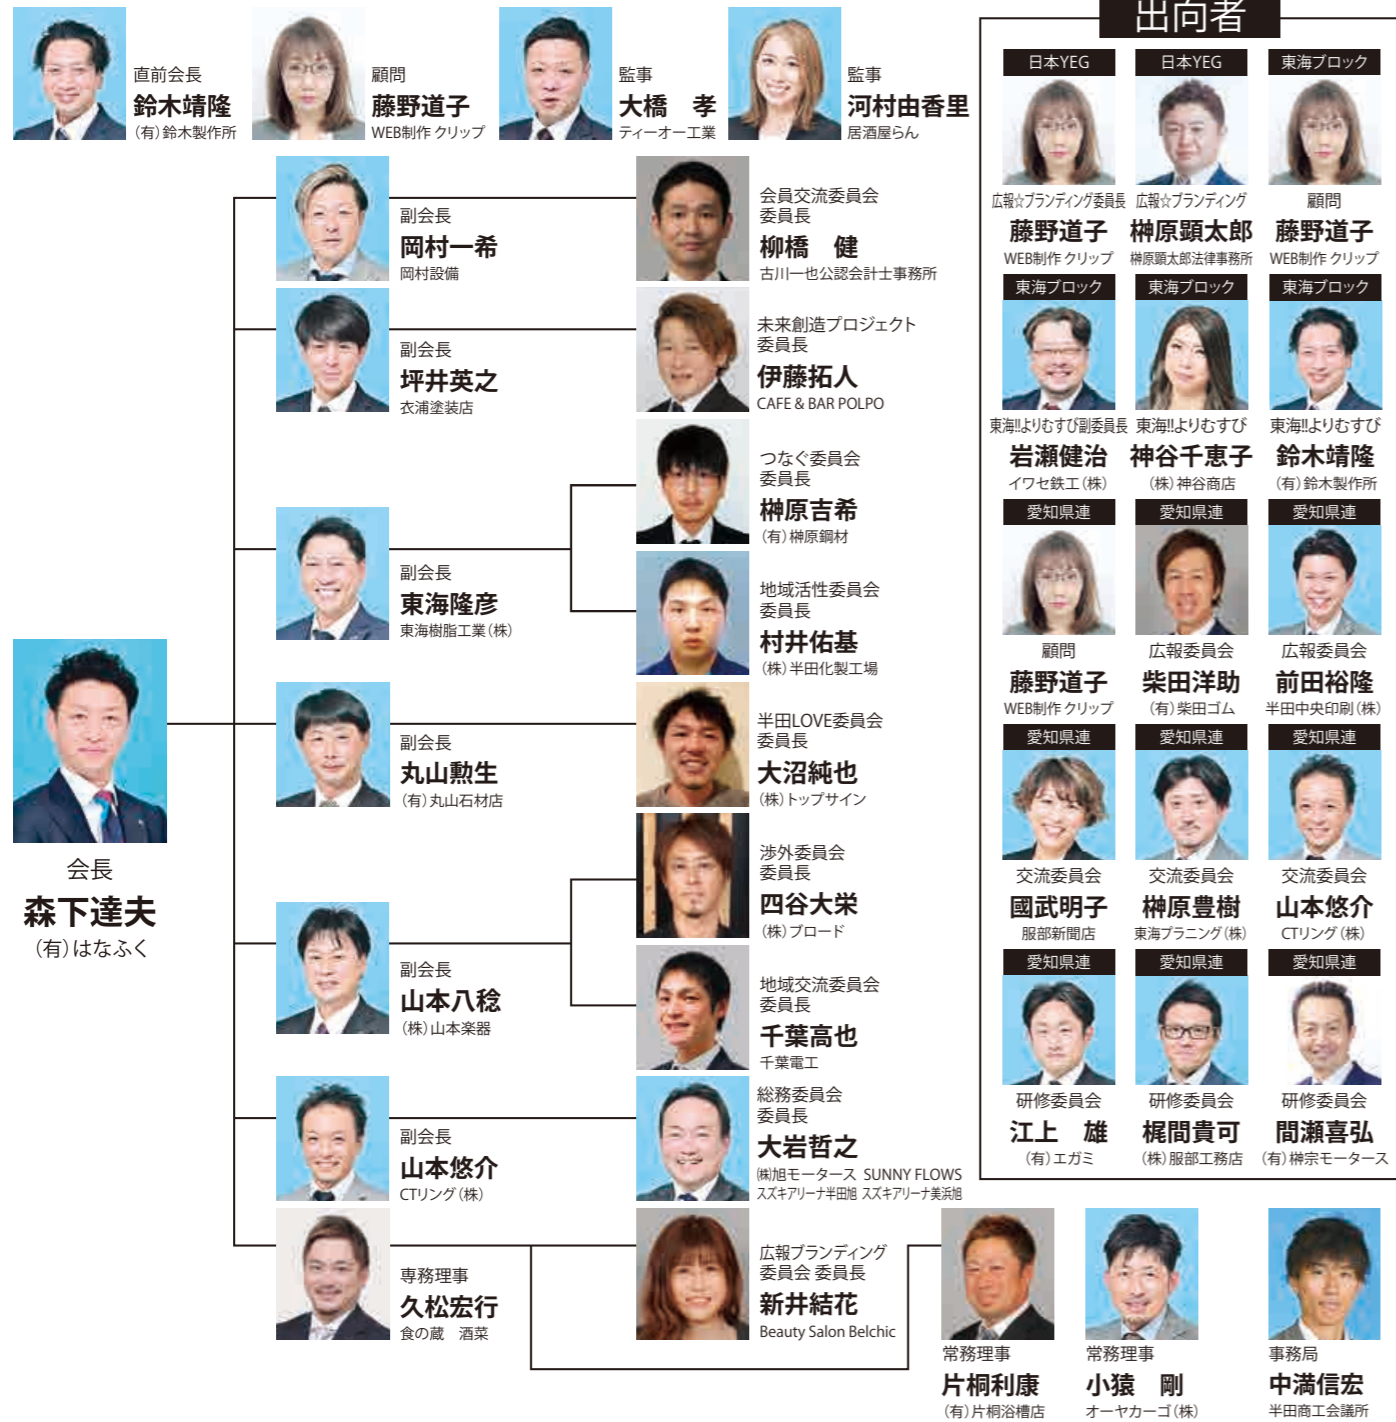 直前会長
鈴木靖隆
(有)鈴木製作所
顧問
藤野道子
WEB制作 クリップ
監事
大橋　孝
ティーオー工業
監事
河村由香里
居酒屋らん
会長
森下達夫
(有)はなふく
副会長
岡村一希
岡村設備
会員交流委員会
委員長
柳橋　健
古川一也公認会計士事務所
副会長
坪井英之
衣浦塗装店
未来創造プロジェクト
委員長
伊藤拓人
CAFE & BAR POLPO
副会長
東海隆彦
東海樹脂工業(株)
つなぐ委員会
委員長
榊原吉希
(有)榊原鋼材
地域活性委員会
委員長
村井佑基
(株)半田化製工場
副会長
丸山勲生
(有)丸山石材店
半田LOVE委員会
委員長
大沼純也
(株)トップサイン
副会長
山本八稔
(株)山本楽器
渉外委員会
委員長
四谷大栄
(株)ブロード
地域交流委員会
委員長
千葉高也
千葉電工
副会長
山本悠介
CTリング(株)
総務委員会
委員長
大岩哲之
㈱旭モータース SUNNY FLOWS
スズキアリーナ半田旭 スズキアリーナ美浜旭
専務理事
久松宏行
食の蔵　酒菜
広報ブランディング
委員会 委員長
新井結花
Beauty Salon Belchic
常務理事
片桐利康
(有)片桐浴槽店
常務理事
小猿　剛
オーヤカーゴ(株)
事務局
中満信宏
半田商工会議所
出向者
日本YEG
広報☆ブランディング委員長
藤野道子
WEB制作 クリップ
日本YEG
広報☆ブランディング
榊原顕太郎
榊原顕太郎法律事務所
東海ブロック
顧問
藤野道子
WEB制作 クリップ
東海ブロック
東海!!よりむすび副委員長
岩瀬健治
イワセ鉄工(株)
東海ブロック
東海!!よりむすび
神谷千恵子
(株)神谷商店
東海ブロック
東海!!よりむすび
鈴木靖隆
(有)鈴木製作所
愛知県連
顧問
藤野道子
WEB制作 クリップ
愛知県連
広報委員会
柴田洋助
(有)柴田ゴム
愛知県連
広報委員会
前田裕隆
半田中央印刷(株)
愛知県連
交流委員会
國武明子
服部新聞店
愛知県連
交流委員会
榊原豊樹
東海プラニング(株)
愛知県連
交流委員会
山本悠介
CTリング(株)
愛知県連
研修委員会
江上　雄
(有)エガミ
愛知県連
研修委員会
梶間貴可
(株)服部工務店
愛知県連
研修委員会
間瀬喜弘
(有)榊宗モータース